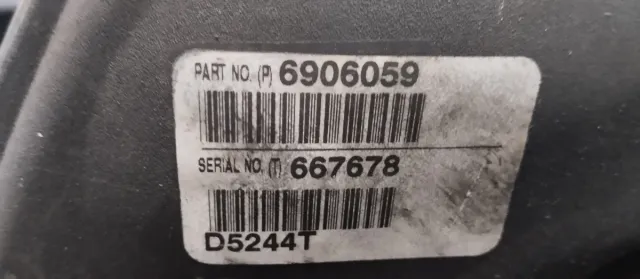 PART NO. (P) 6906059
SERIAL NO. (T) 667678
D5244T